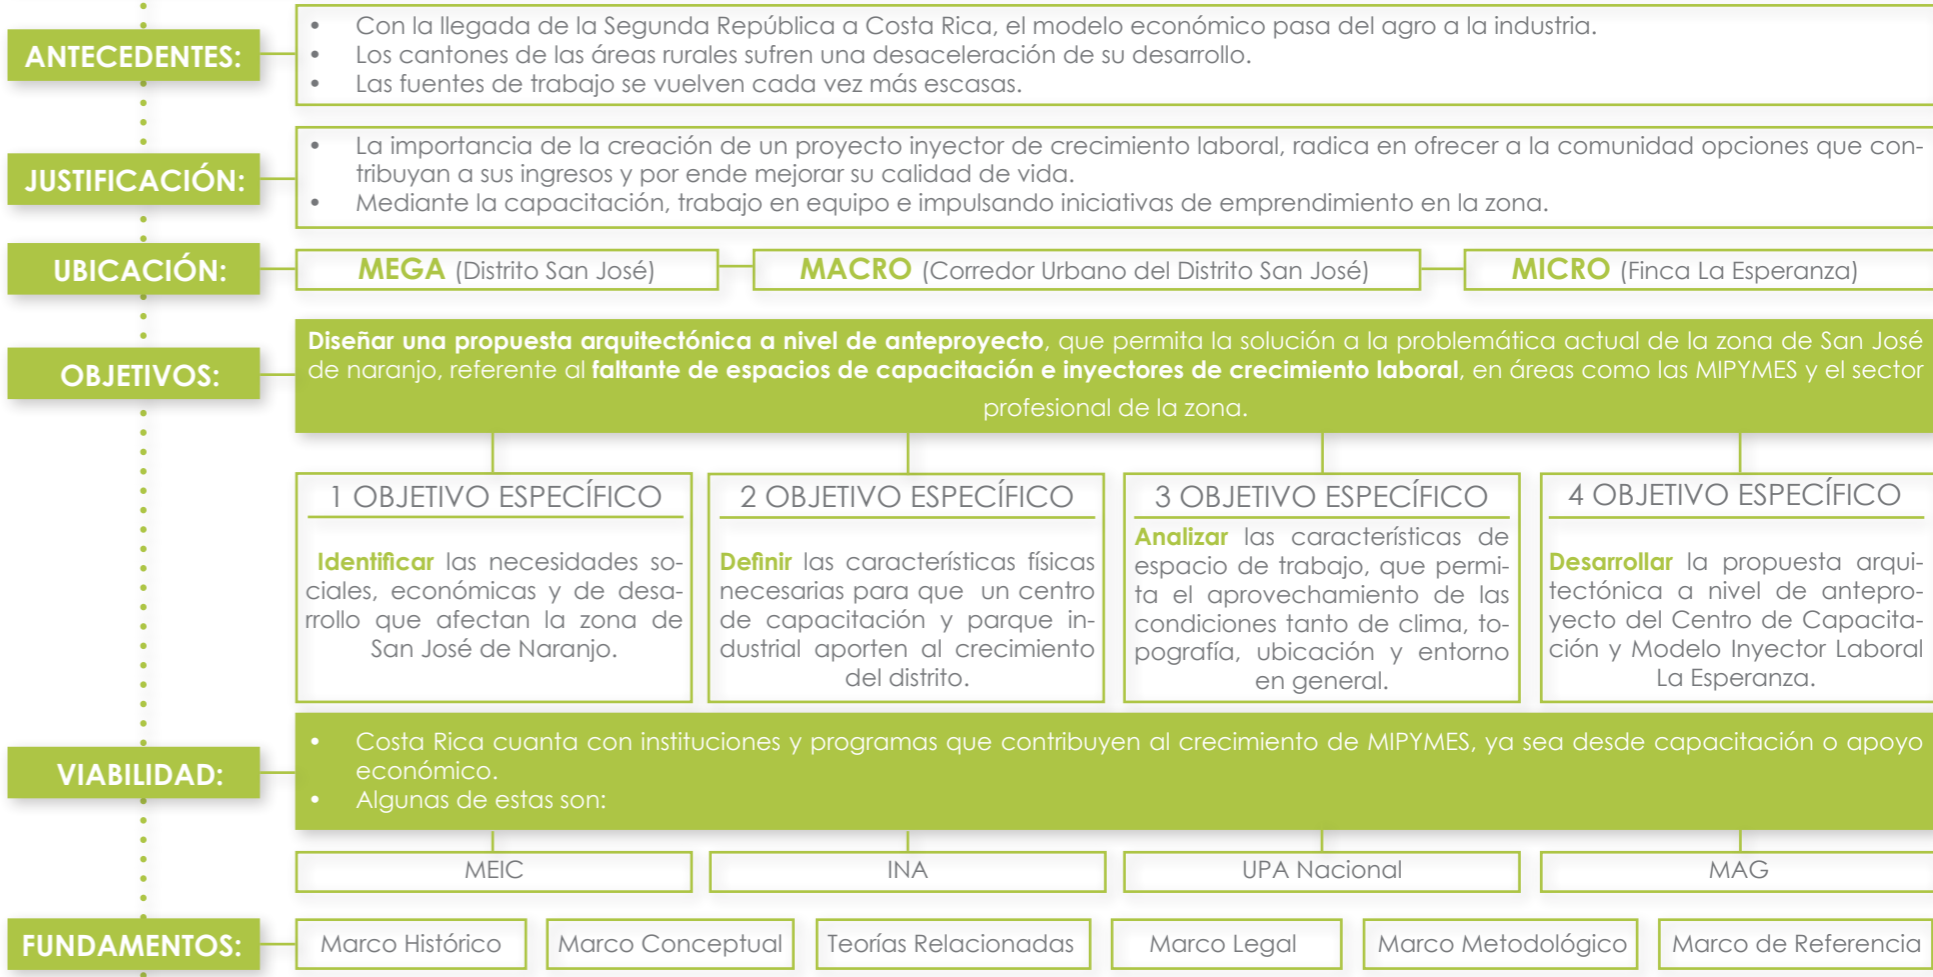 ANTECEDENTES:
• Con la llegada de la Segunda República a Costa Rica, el modelo económico pasa del agro a la industria.
• Los cantones de las áreas rurales sufren una desaceleración de su desarrollo.
• Las fuentes de trabajo se vuelven cada vez más escasas.
JUSTIFICACIÓN:
• La importancia de la creación de un proyecto inyector de crecimiento laboral, radica en ofrecer a la comunidad opciones que con-
tribuyan a sus ingresos y por ende mejorar su calidad de vida.
• Mediante la capacitación, trabajo en equipo e impulsando iniciativas de emprendimiento en la zona.
UBICACIÓN:
MEGA (Distrito San José)
MACRO (Corredor Urbano del Distrito San José)
MICRO (Finca La Esperanza)
OBJETIVOS:
Diseñar una propuesta arquitectónica a nivel de anteproyecto, que permita la solución a la problemática actual de la zona de San José
de naranjo, referente al faltante de espacios de capacitación e inyectores de crecimiento laboral, en áreas como las MIPYMES y el sector
profesional de la zona.
1 OBJETIVO ESPECÍFICO
Identificar las necesidades so-
ciales, económicas y de desa-
rrollo que afectan la zona de
San José de Naranjo.
2 OBJETIVO ESPECÍFICO
Definir las características físicas
necesarias para que un centro
de capacitación y parque in-
dustrial aporten al crecimiento
del distrito.
3 OBJETIVO ESPECÍFICO
Analizar las características de
espacio de trabajo, que permi-
ta el aprovechamiento de las
condiciones tanto de clima, to-
pografía, ubicación y entorno
en general.
4 OBJETIVO ESPECÍFICO
Desarrollar la propuesta arqui-
tectónica a nivel de antepro-
yecto del Centro de Capacita-
ción y Modelo Inyector Laboral
La Esperanza.
VIABILIDAD:
• Costa Rica cuanta con instituciones y programas que contribuyen al crecimiento de MIPYMES, ya sea desde capacitación o apoyo
económico.
• Algunas de estas son:
MEIC
INA
UPA Nacional
MAG
FUNDAMENTOS:
Marco Histórico
Marco Conceptual
Teorías Relacionadas
Marco Legal
Marco Metodológico
Marco de Referencia